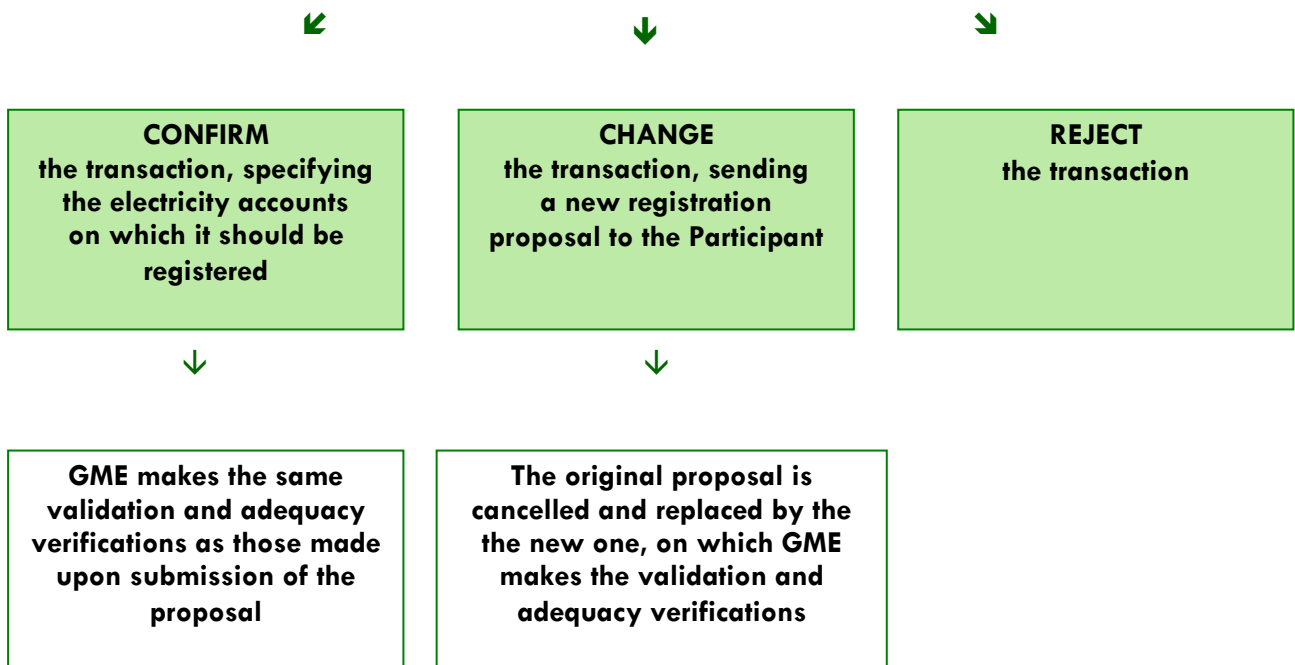 CONFIRM
the transaction, specifying
the electricity accounts
on which it should be
registered
CHANGE
the transaction, sending
a new registration
proposal to the Participant
REJECT
the transaction
GME makes the same
validation and adequacy
verifications as those made
upon submission of the
proposal
The original proposal is
cancelled and replaced by the
the new one, on which GME
makes the validation and
adequacy verifications